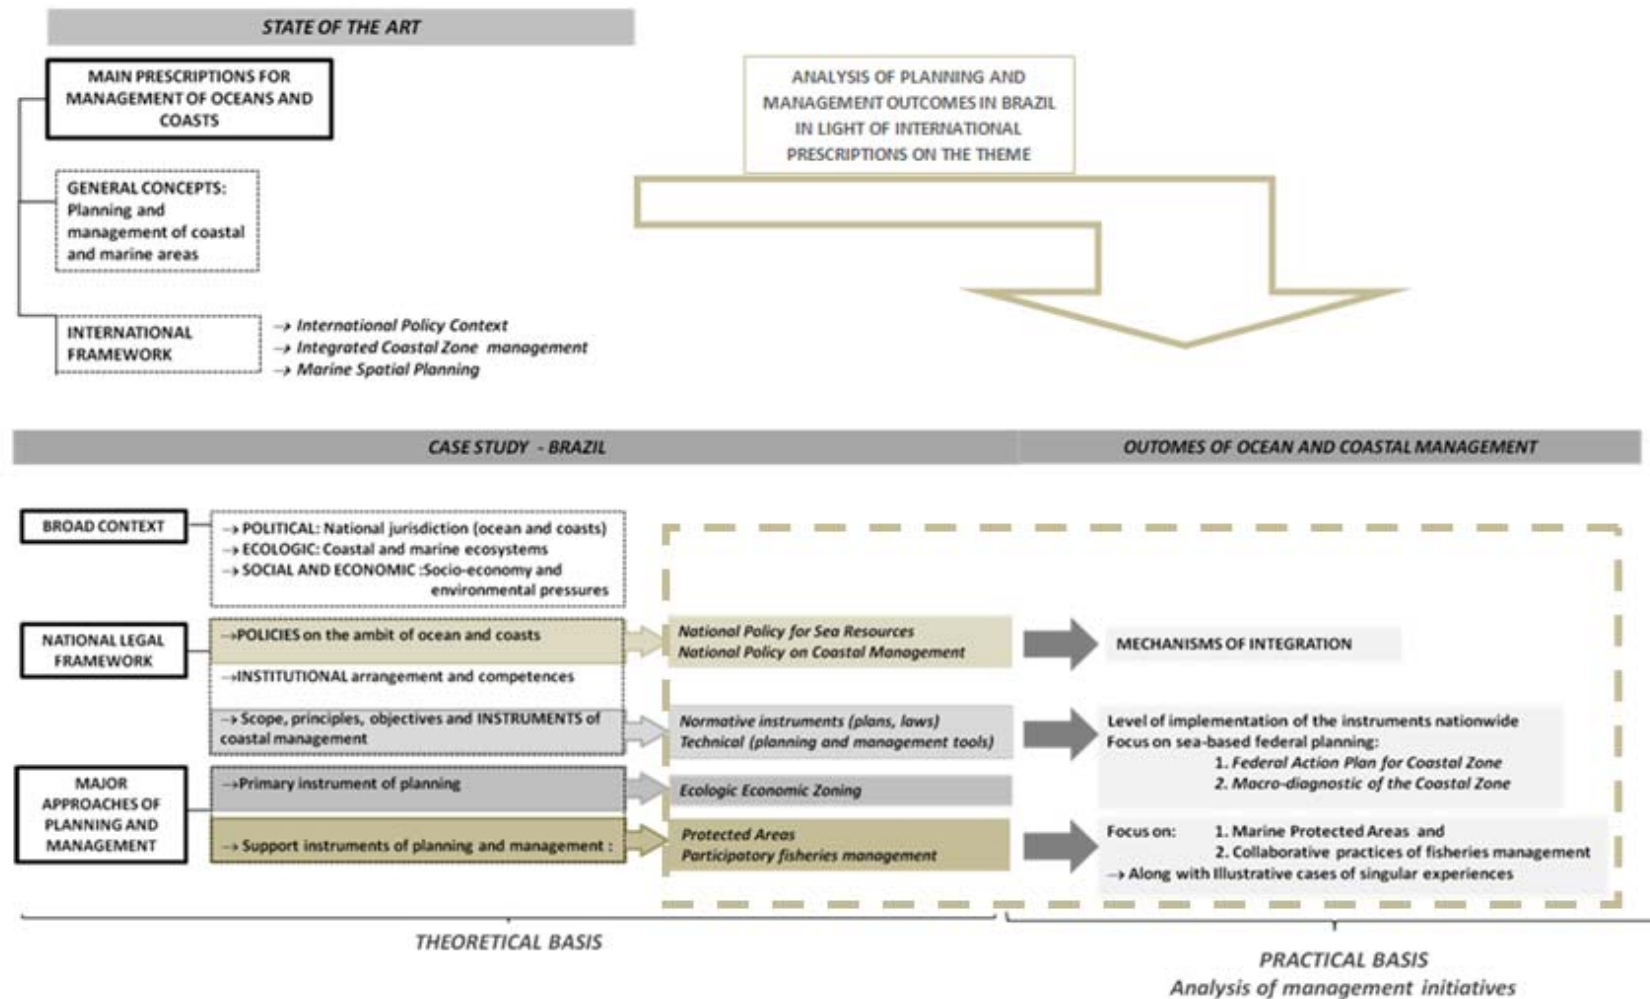 STATE OF THE ART
MAIN PRESCRIPTIONS FOR
MANAGEMENT OF OCEANS AND
COASTS
GENERAL CONCEPTS:
Planning and
management of coastal
and marine areas
INTERNATIONAL
FRAMEWORK
→ International Policy Context
→ Integrated Coastal Zone management
→ Marine Spatial Planning
ANALYSIS OF PLANNING AND
MANAGEMENT OUTCOMES IN BRAZIL
IN LIGHT OF INTERNATIONAL
PRESCRIPTIONS ON THE THEME
CASE STUDY - BRAZIL
OUTOMES OF OCEAN AND COASTAL MANAGEMENT
BROAD CONTEXT
→ POLITICAL: National jurisdiction (ocean and coasts)
→ ECOLOGIC: Coastal and marine ecosystems
→ SOCIAL AND ECONOMIC :Socio-economy and
environmental pressures
NATIONAL LEGAL
FRAMEWORK
→POLICIES on the ambit of ocean and coasts
→INSTITUTIONAL arrangement and competences
→ Scope, principles, objectives and INSTRUMENTS of
coastal management
National Policy for Sea Resources
National Policy on Coastal Management
MECHANISMS OF INTEGRATION
Normative instruments (plans, laws)
Technical (planning and management tools)
Level of implementation of the instruments nationwide
Focus on sea-based federal planning:
1. Federal Action Plan for Coastal Zone
2. Macro-diagnostic of the Coastal Zone
MAJOR
APPROACHES OF
PLANNING AND
MANAGEMENT
→Primary instrument of planning
→ Support instruments of planning and management :
Ecologic Economic Zoning
Protected Areas
Participatory fisheries management
Focus on: 1. Marine Protected Areas and
2. Collaborative practices of fisheries management
→ Along with Illustrative cases of singular experiences
THEORETICAL BASIS
PRACTICAL BASIS
Analysis of management initiatives